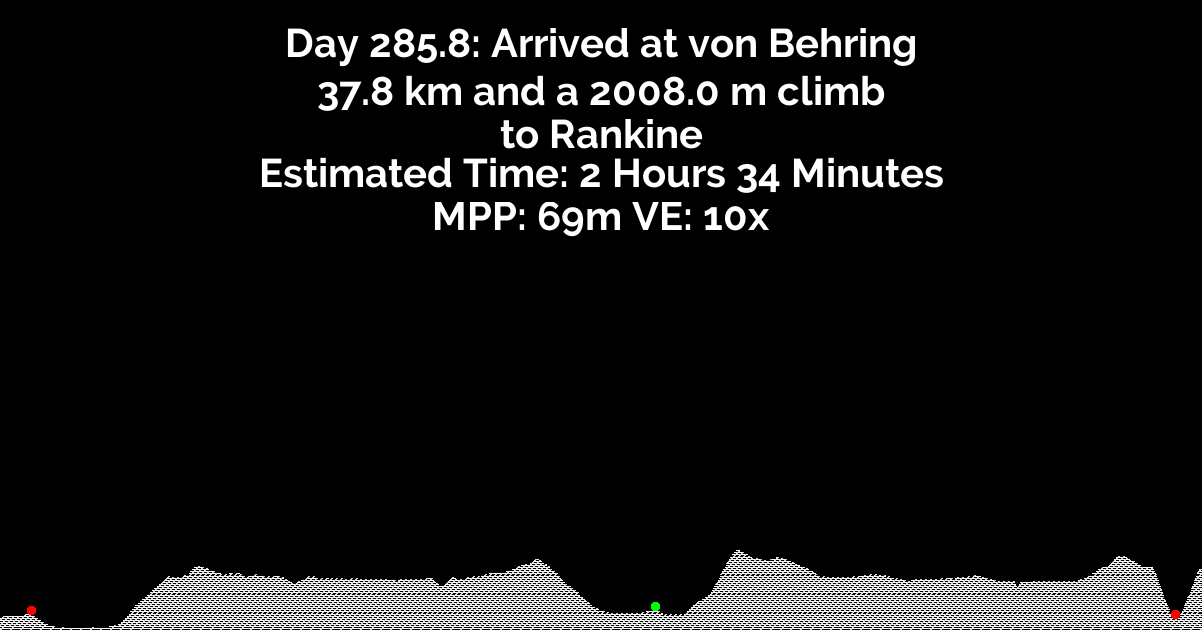 Day 285.8: Arrived at von Behring
37.8 km and a 2008.0 m climb
to Rankine
Estimated Time: 2 Hours 34 Minutes
MPP: 69m VE: 10x